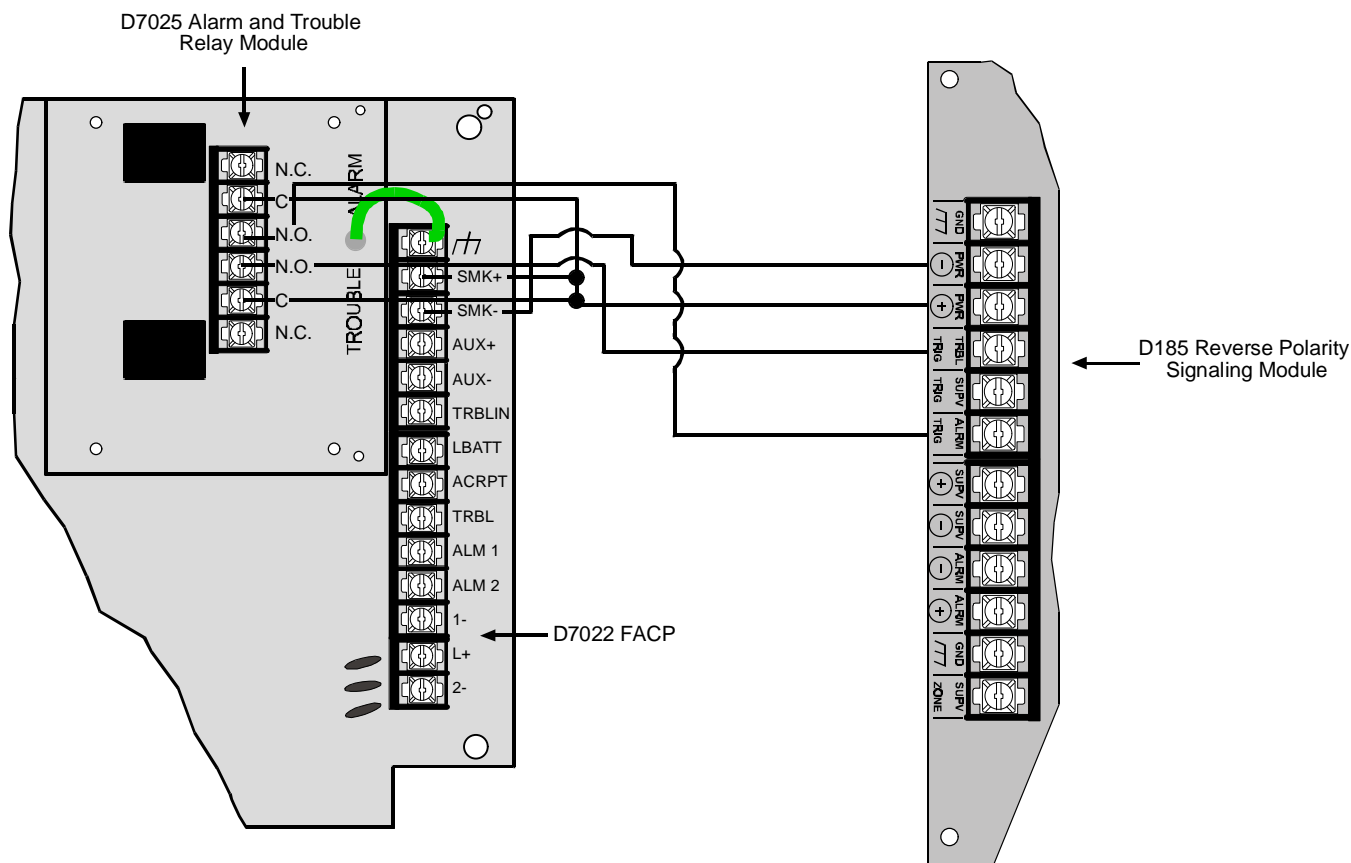 D7025 Alarm and Trouble
Relay Module
N.C.
C
N.O.
N.O.
C
N.C.
ALARM
TROUBLE
SMK+
SMK-
AUX+
AUX-
TRBLIN
LBATT
ACRPT
TRBL
ALM 1
ALM 2
1-
L+
2-
D7022 FACP
GND
- PWR
+ PWR
TRIG TRBL
TRIG SUPV
TRIG ALRM
+ SUPV
- SUPV
- ALRM
+ ALRM
GND
ZONE SUPV
D185 Reverse Polarity
Signaling Module